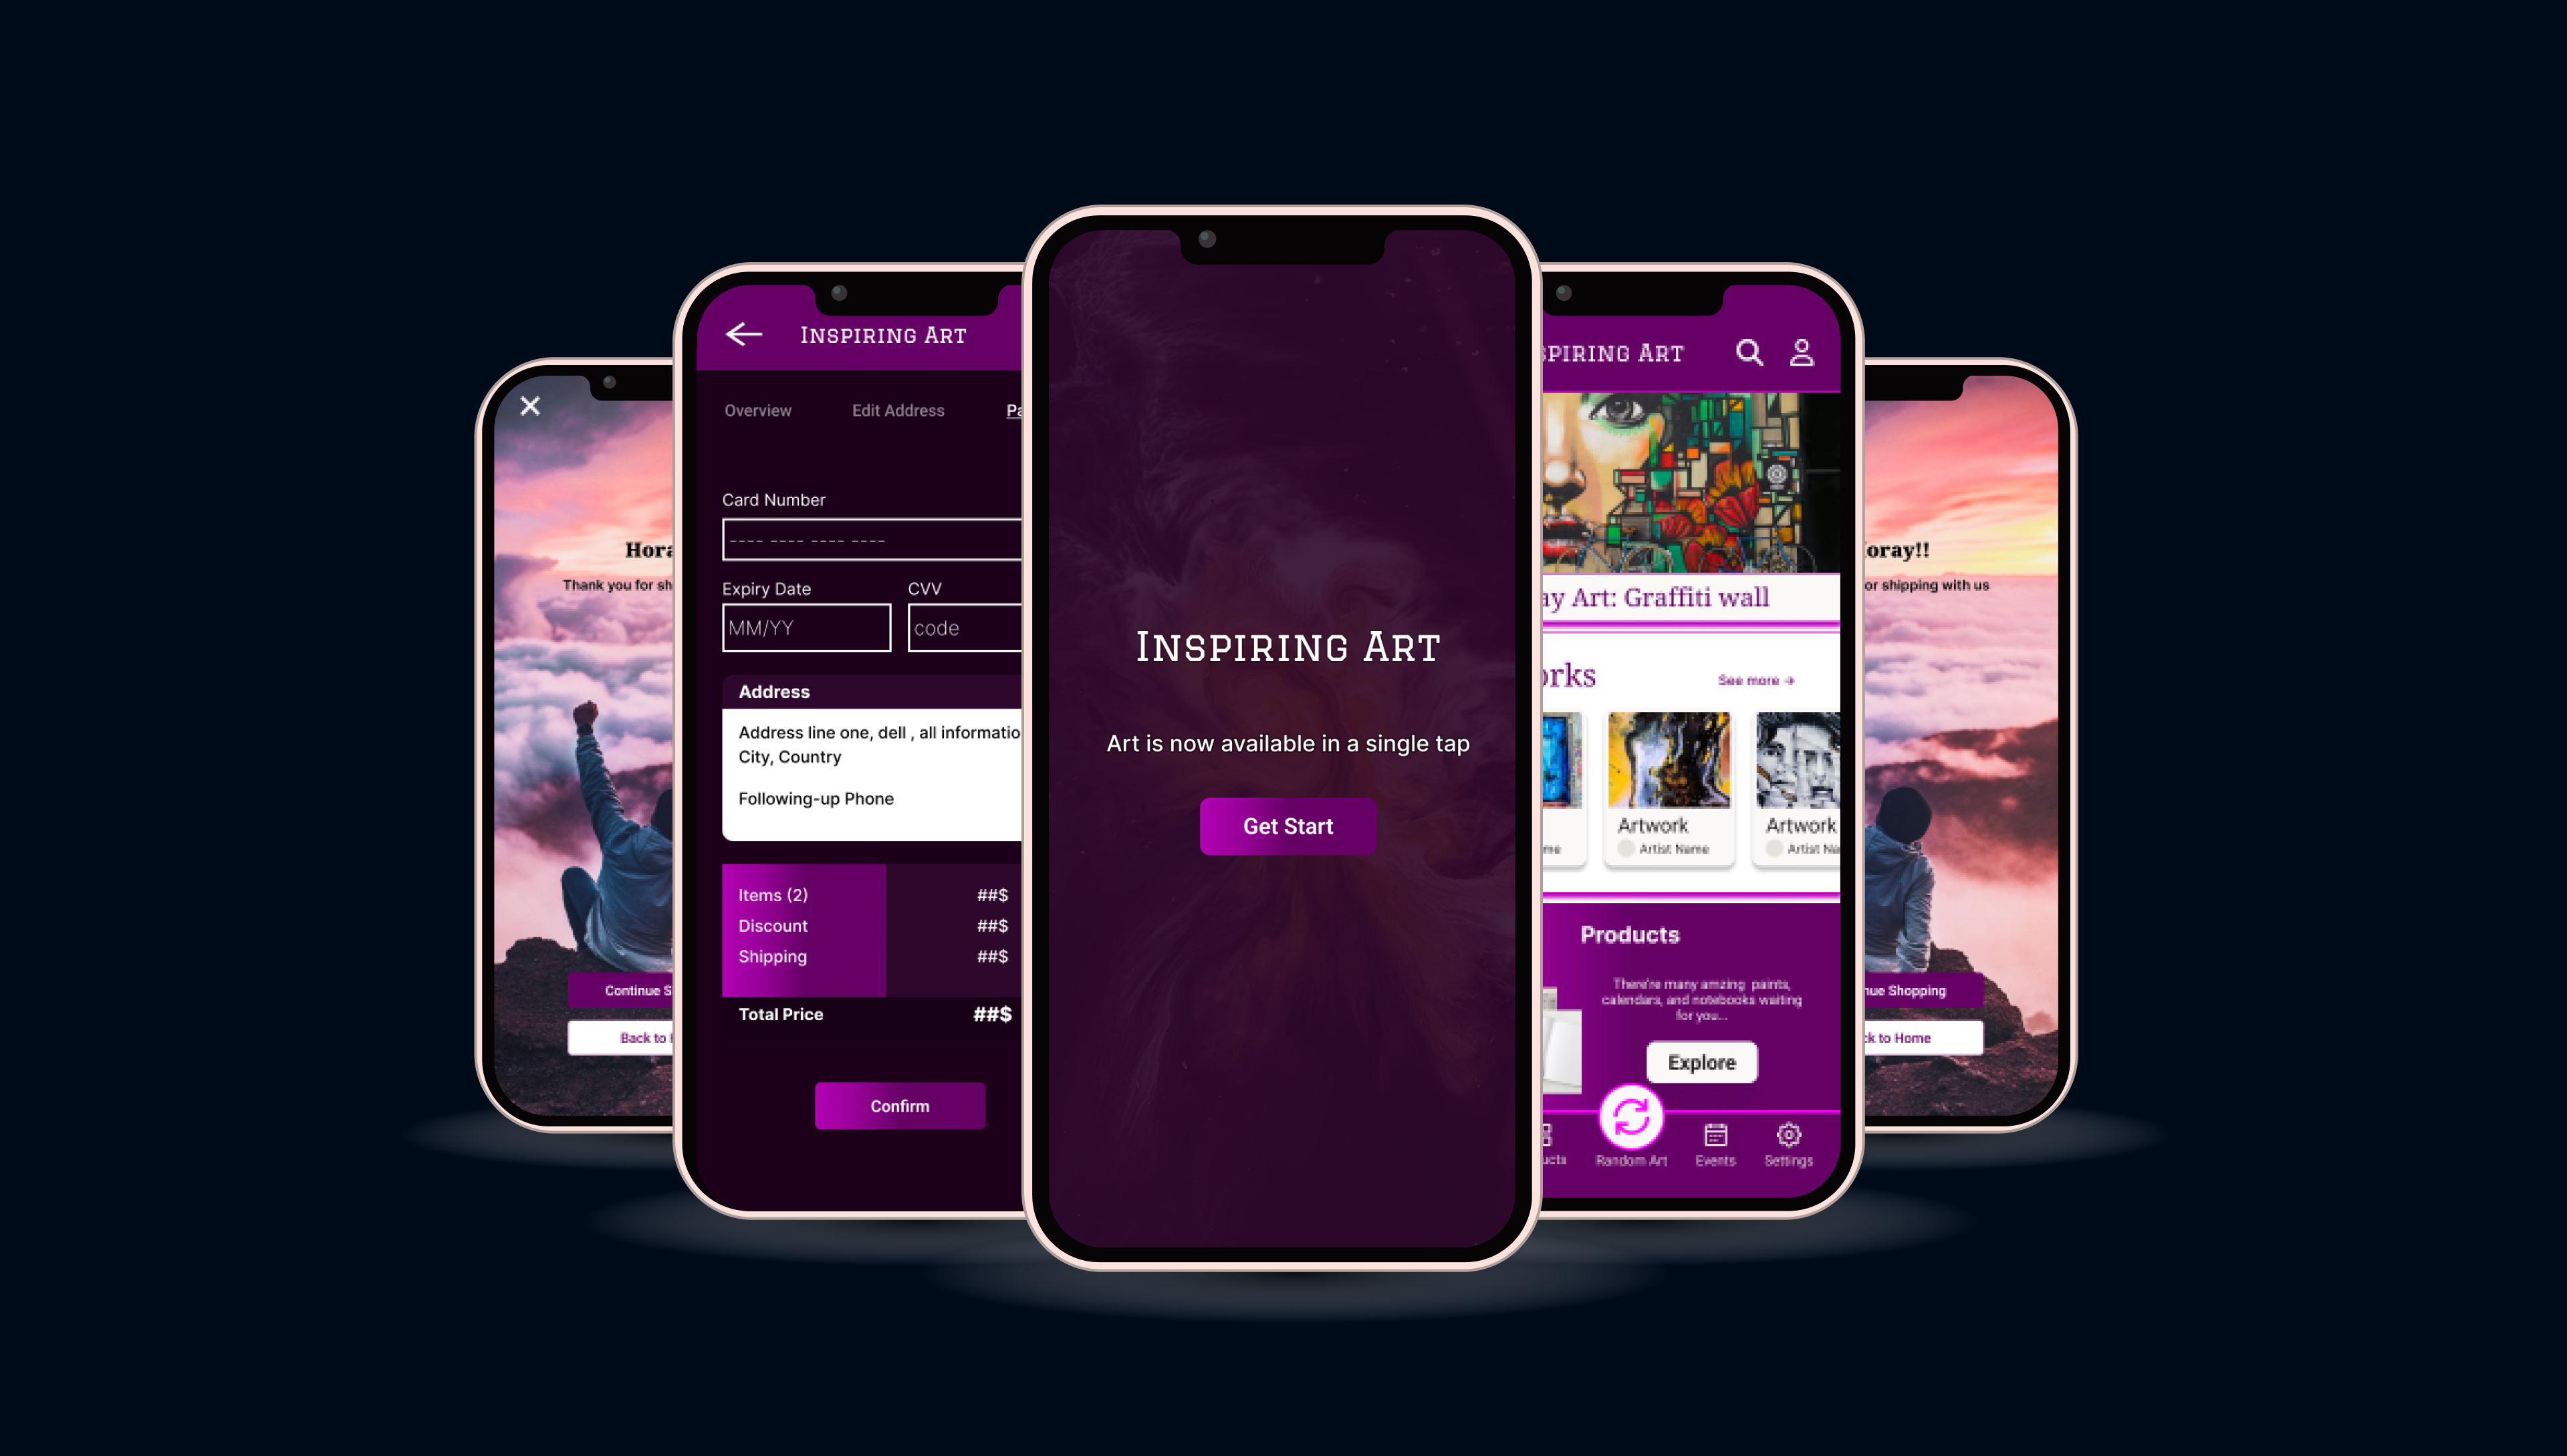 Hora
Thank you for sh
Continue S
Back to
Inspiring Art
Overview Edit Address Pa
Card Number
---- ---- ---- ----
Expiry Date CVV
MM/YY code
Address
Address line one, dell , all informatio
City, Country
Following-up Phone
Items (2) ##$
Discount ##$
Shipping ##$
Total Price ##$
Confirm
Inspiring Art
Art is now available in a single tap
Get Start
spiring Art
ay Art: Graffiti wall
orks See more →
Artwork Artwork
me Artist Name Artist Na
Products
There're many amzing paints,
calendars, and notebooks waiting
for you...
Explore
ucts Random Art Events Settings
oray!!
or shipping with us
nue Shopping
ck to Home